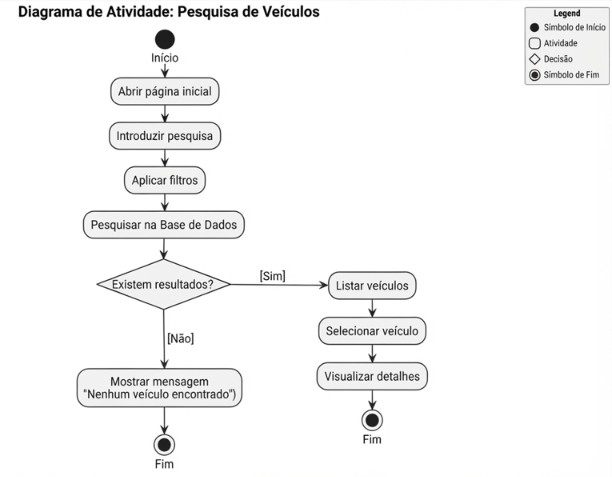 Diagrama de Atividade: Pesquisa de Veículos
Legend
Símbolo de Início
Atividade
Decisão
Símbolo de Fim
Início
Abrir página inicial
Introduzir pesquisa
Aplicar filtros
Pesquisar na Base de Dados
Existem resultados?
[Sim]
Listar veículos
Selecionar veículo
Visualizar detalhes
Fim
[Não]
Mostrar mensagem
"Nenhum veículo encontrado")
Fim